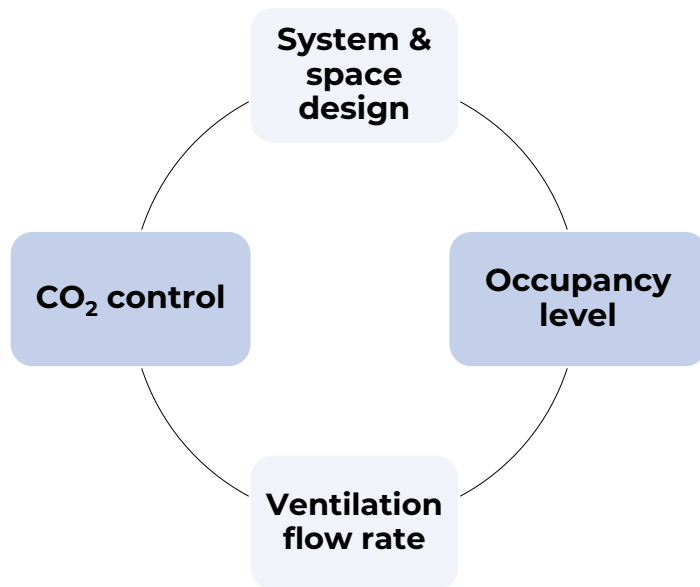 System &
space
design
CO₂ control
Occupancy
level
Ventilation
flow rate